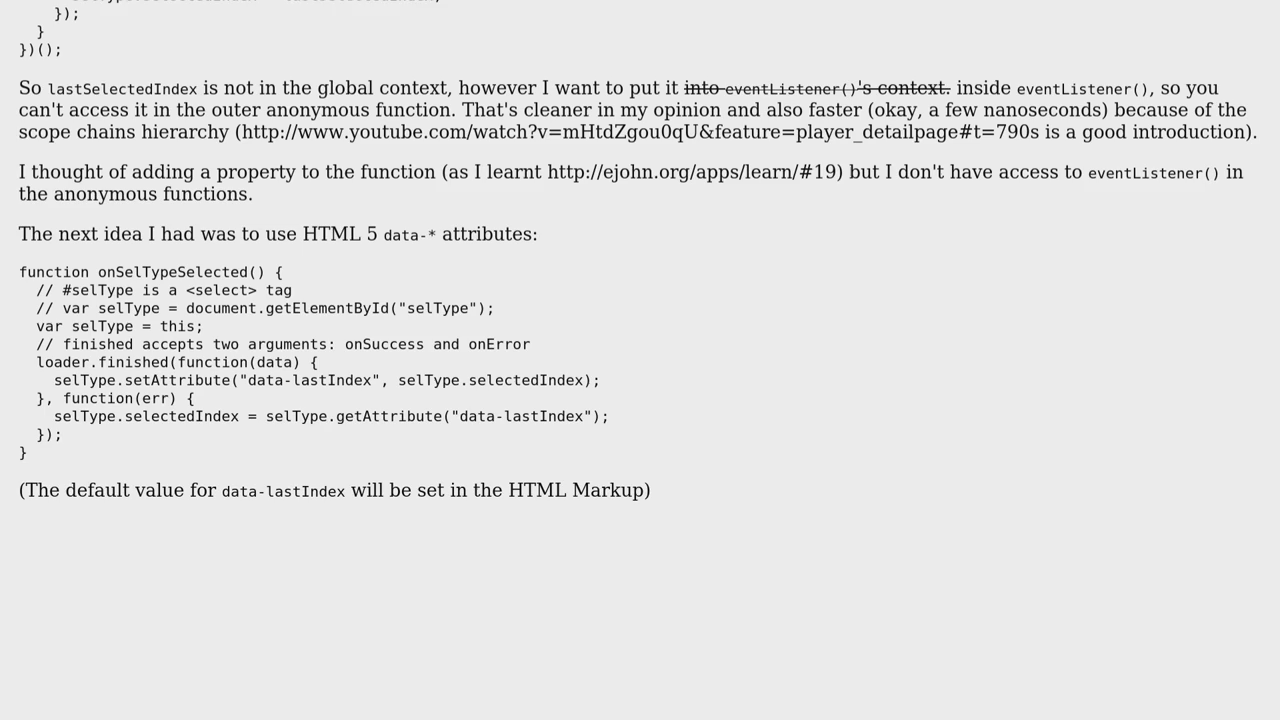 });
}
})();
So lastSelectedIndex is not in the global context, however I want to put it into eventListener()'s context. inside eventListener(), so you
can't access it in the outer anonymous function. That's cleaner in my opinion and also faster (okay, a few nanoseconds) because of the
scope chains hierarchy (http://www.youtube.com/watch?v=mHtdZgou0qU&feature=player_detailpage#t=790s is a good introduction).
I thought of adding a property to the function (as I learnt http://ejohn.org/apps/learn/#19) but I don't have access to eventListener() in
the anonymous functions.
The next idea I had was to use HTML 5 data-* attributes:
function onSelTypeSelected() {
// #selType is a <select> tag
// var selType = document.getElementById("selType");
var selType = this;
// finished accepts two arguments: onSuccess and onError
loader.finished(function(data) {
selType.setAttribute("data-lastIndex", selType.selectedIndex);
}, function(err) {
selType.selectedIndex = selType.getAttribute("data-lastIndex");
});
}
(The default value for data-lastIndex will be set in the HTML Markup)